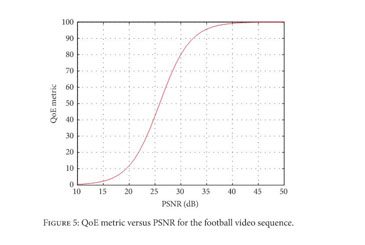 100
90
80
70
60
50
40
30
20
10
0
QoE metric
10 15 20 25 30 35 40 45 50
PSNR (dB)
FIGURE 5: QoE metric versus PSNR for the football video sequence.